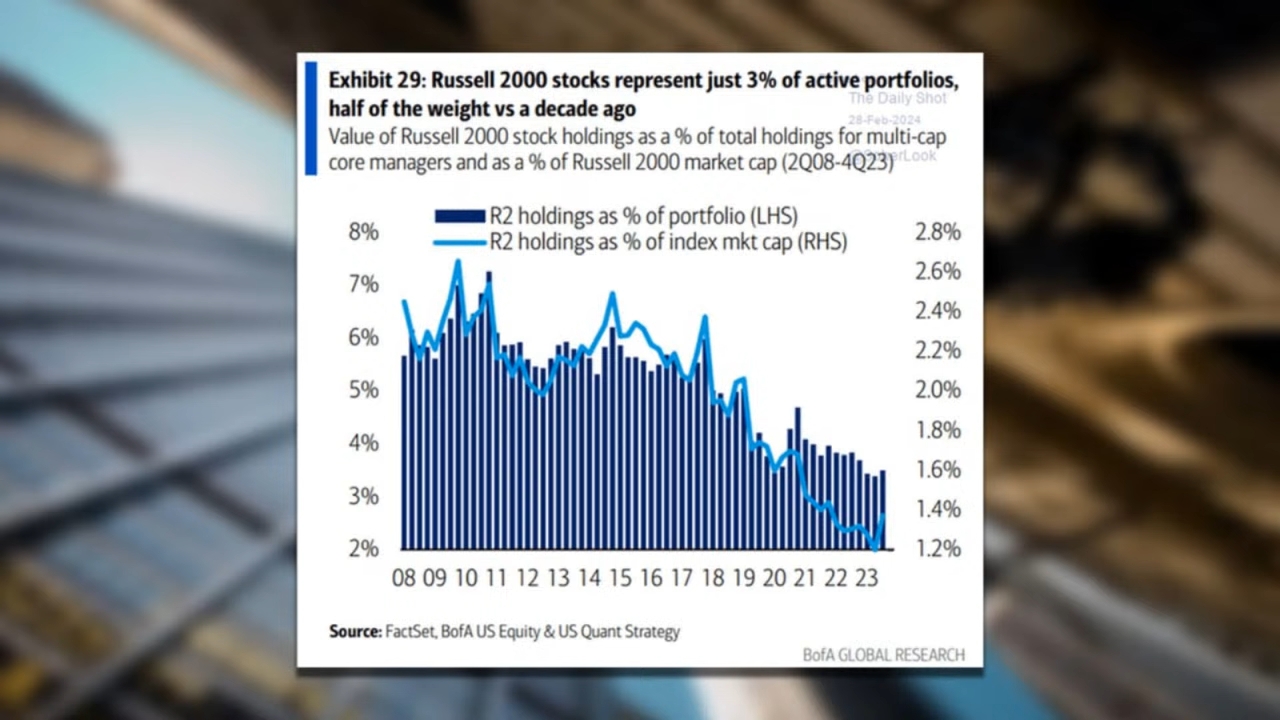 Exhibit 29: Russell 2000 stocks represent just 3% of active portfolios,
half of the weight vs a decade ago
The Daily Shot
28-Feb-2024
Value of Russell 2000 stock holdings as a % of total holdings for multi-cap
core managers and as a % of Russell 2000 market cap (2Q08-4Q23)
R2 holdings as % of portfolio (LHS)
R2 holdings as % of index mkt cap (RHS)
8%
7%
6%
5%
4%
3%
2%
2.8%
2.6%
2.4%
2.2%
2.0%
1.8%
1.6%
1.4%
1.2%
08 09 10 11 12 13 14 15 16 17 18 19 20 21 22 23
Source: FactSet, BofA US Equity & US Quant Strategy
BofA GLOBAL RESEARCH